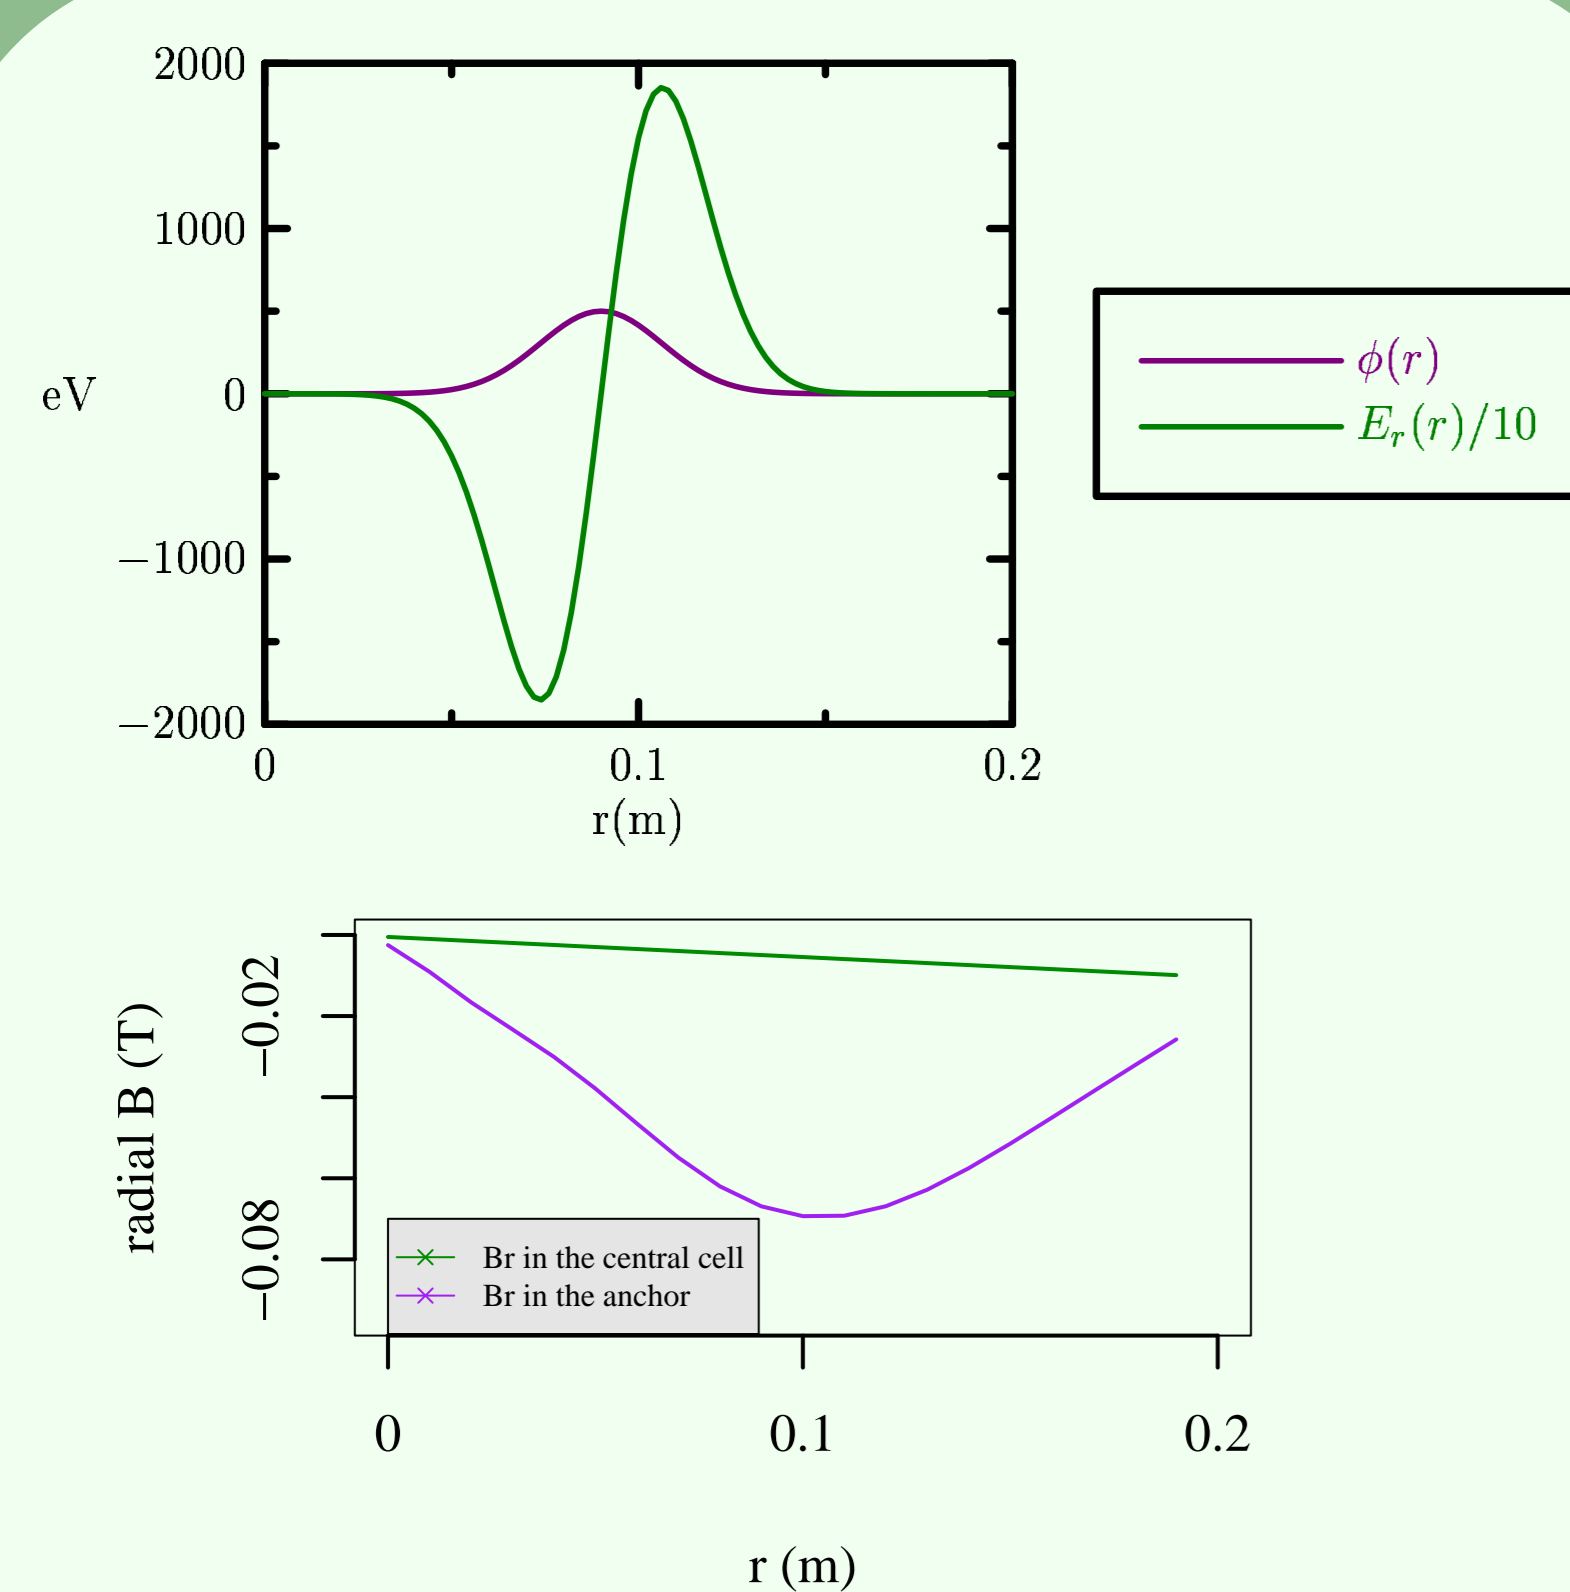 2000
1000
eV
0
−1000
−2000
0 0.1 0.2
r(m)
ϕ(r)
E_r(r)/10
radial B (T)
−0.02
−0.08
Br in the central cell
Br in the anchor
0 0.1 0.2
r (m)